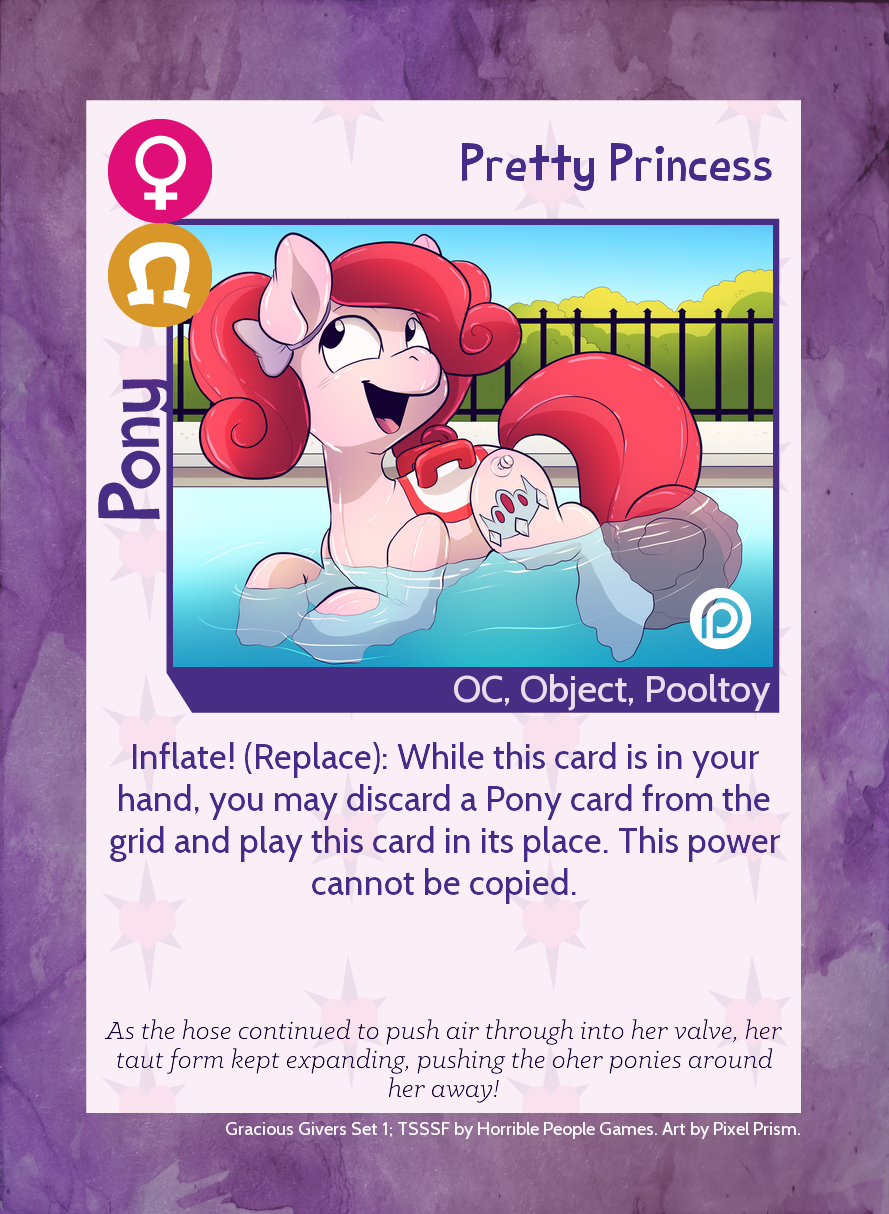 Pretty Princess
Pony
OC, Object, Pooltoy
Inflate! (Replace): While this card is in your
hand, you may discard a Pony card from the
grid and play this card in its place. This power
cannot be copied.
As the hose continued to push air through into her valve, her
taut form kept expanding, pushing the oher ponies around
her away!
Gracious Givers Set 1; TSSSF by Horrible People Games. Art by Pixel Prism.